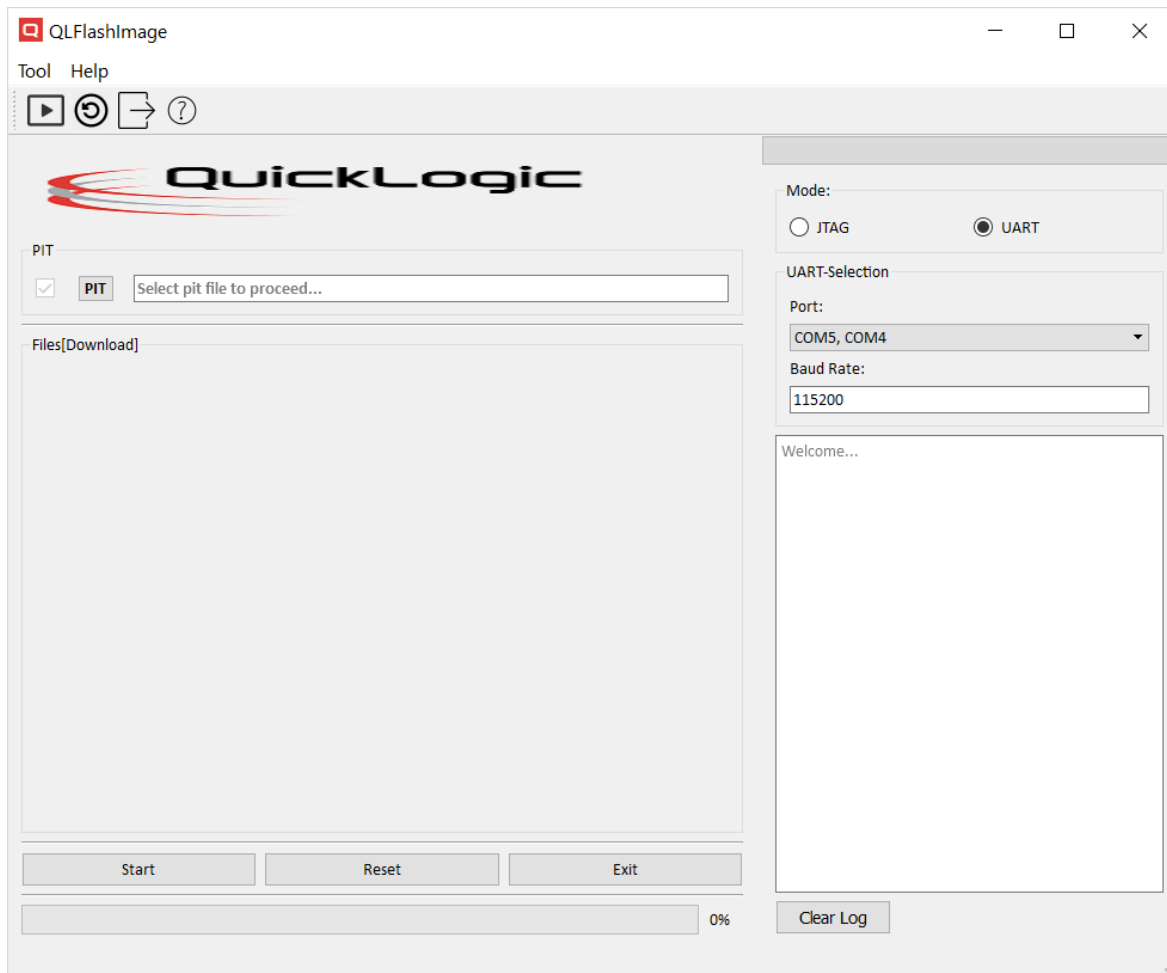 QLFlashImage
Tool Help
QuickLogic
PIT
PIT Select pit file to proceed...
Files[Download]
Start Reset Exit
0%
Mode:
JTAG UART
UART-Selection
Port:
COM5, COM4
Baud Rate:
115200
Welcome...
Clear Log